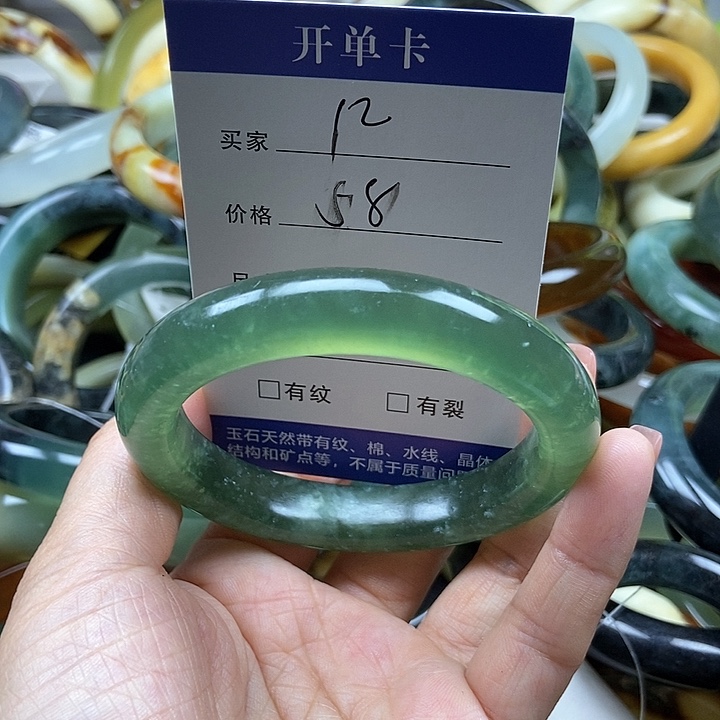 开单卡
买家 12
价格 58
有纹 有裂
玉石天然带有纹、棉、水线、晶体
结构和矿点等，不属于质量问